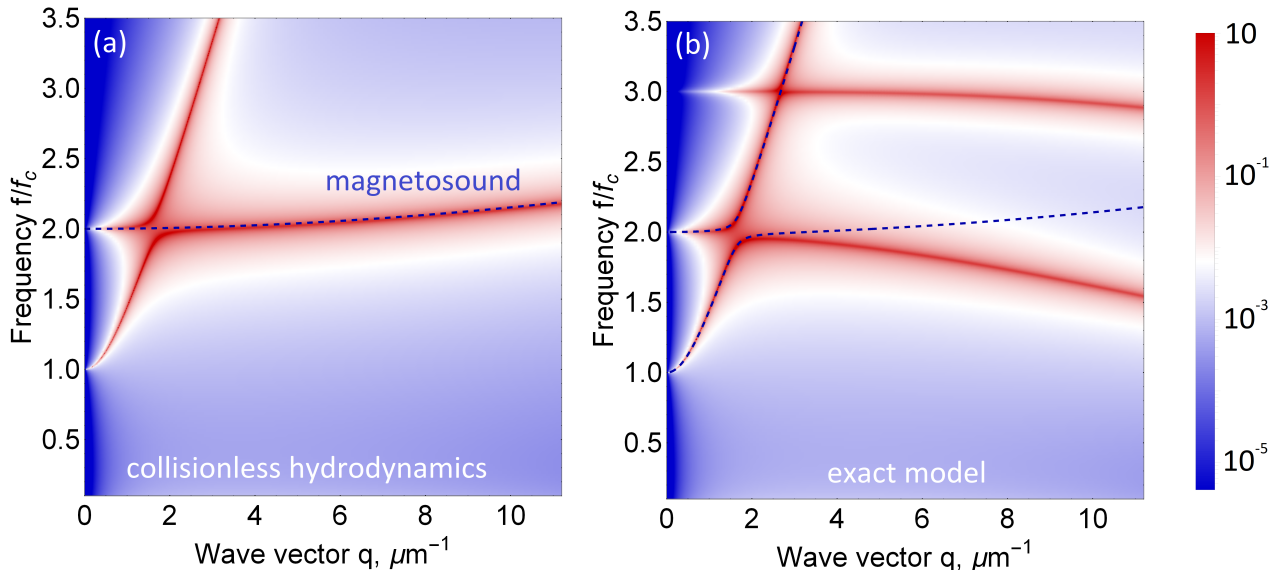 (a)
3.5
3.0
2.5
2.0
1.5
1.0
0.5
Frequency f/f_c
magnetosound
collisionless hydrodynamics
0 2 4 6 8 10
Wave vector q, μm⁻¹
(b)
3.5
3.0
2.5
2.0
1.5
1.0
0.5
Frequency f/f_c
exact model
0 2 4 6 8 10
Wave vector q, μm⁻¹
10
10⁻¹
10⁻³
10⁻⁵